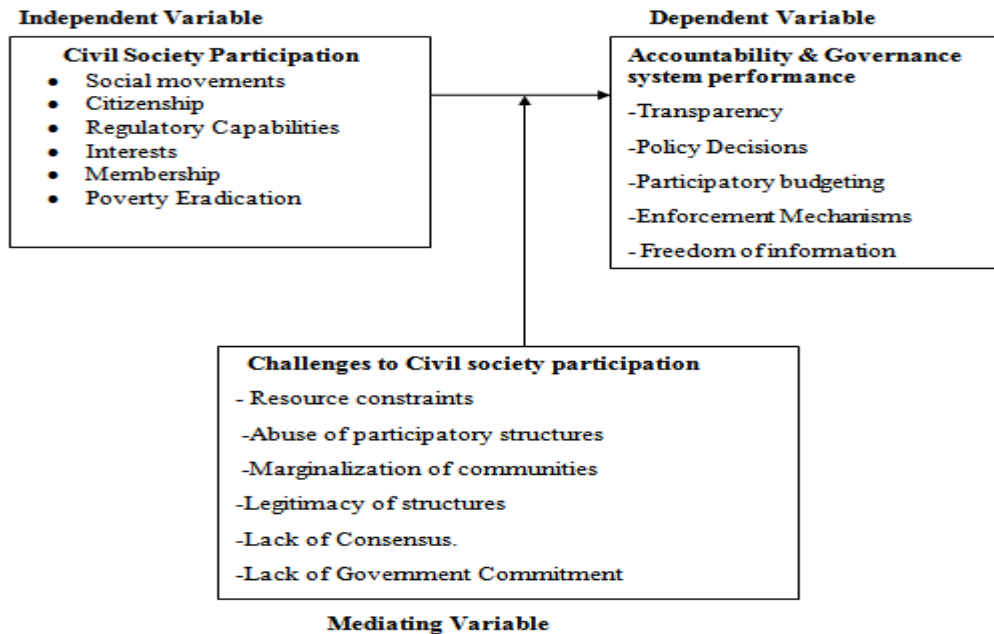 Independent Variable
Civil Society Participation
• Social movements
• Citizenship
• Regulatory Capabilities
• Interests
• Membership
• Poverty Eradication
Dependent Variable
Accountability & Governance
system performance
-Transparency
-Policy Decisions
-Participatory budgeting
-Enforcement Mechanisms
- Freedom of information
Challenges to Civil society participation
- Resource constraints
-Abuse of participatory structures
-Marginalization of communities
-Legitimacy of structures
-Lack of Consensus.
-Lack of Government Commitment
Mediating Variable